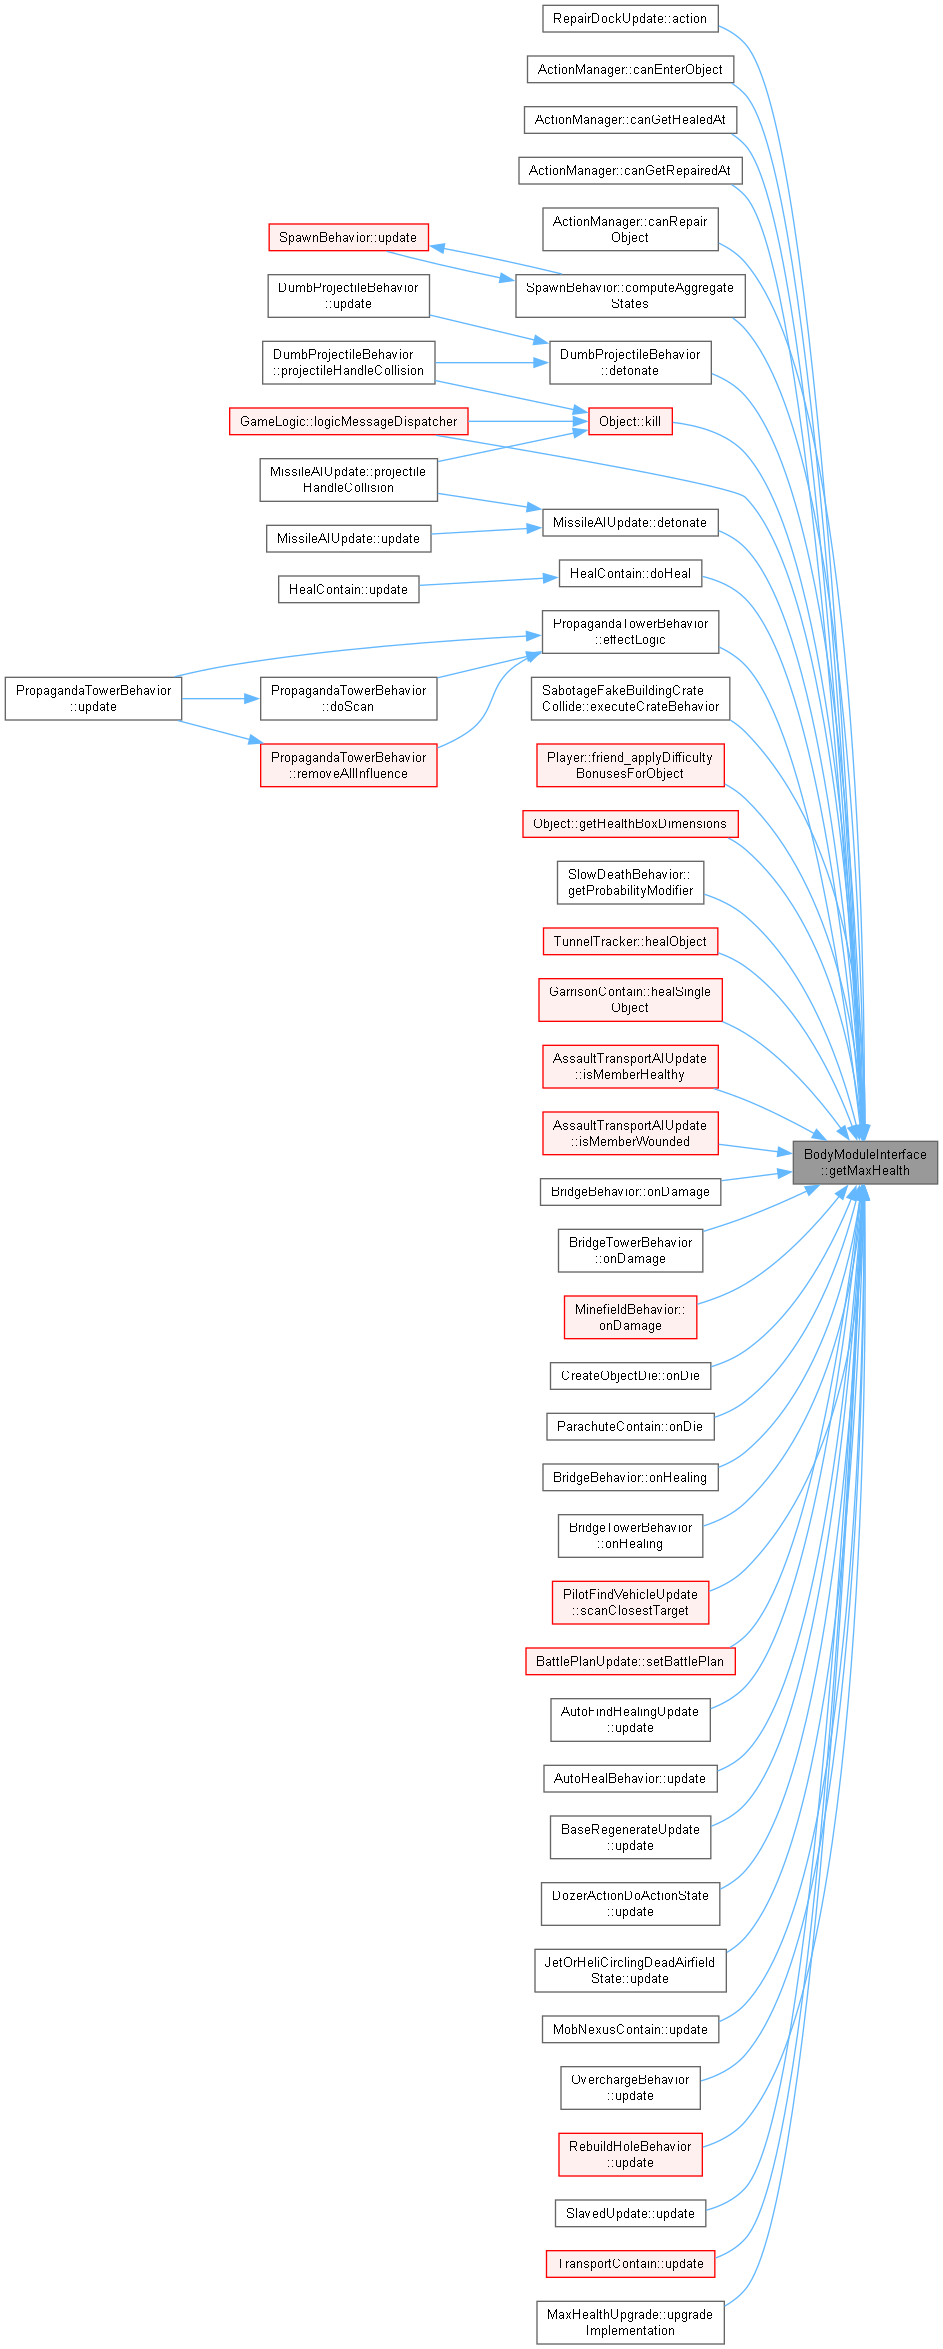 RepairDockUpdate::action
ActionManager::canEnterObject
ActionManager::canGetHealedAt
ActionManager::canGetRepairedAt
ActionManager::canRepair
Object
SpawnBehavior::update
SpawnBehavior::computeAggregate
States
DumbProjectileBehavior
::update
DumbProjectileBehavior
::projectileHandleCollision
DumbProjectileBehavior
::detonate
GameLogic::logicMessageDispatcher
Object::kill
MissileAIUpdate::projectile
HandleCollision
MissileAIUpdate::detonate
MissileAIUpdate::update
HealContain::doHeal
HealContain::update
PropagandaTowerBehavior
::effectLogic
PropagandaTowerBehavior
::update
PropagandaTowerBehavior
::doScan
SabotageFakeBuildingCrate
Collide::executeCrateBehavior
PropagandaTowerBehavior
::removeAllInfluence
Player::friend_applyDifficulty
BonusesForObject
Object::getHealthBoxDimensions
SlowDeathBehavior::
getProbabilityModifier
TunnelTracker::healObject
GarrisonContain::healSingle
Object
AssaultTransportAIUpdate
::isMemberHealthy
AssaultTransportAIUpdate
::isMemberWounded
BodyModuleInterface
::getMaxHealth
BridgeBehavior::onDamage
BridgeTowerBehavior
::onDamage
MinefieldBehavior::
onDamage
CreateObjectDie::onDie
ParachuteContain::onDie
BridgeBehavior::onHealing
BridgeTowerBehavior
::onHealing
PilotFindVehicleUpdate
::scanClosestTarget
BattlePlanUpdate::setBattlePlan
AutoFindHealingUpdate
::update
AutoHealBehavior::update
BaseRegenerateUpdate
::update
DozerActionDoActionState
::update
JetOrHeliCirclingDeadAirfield
State::update
MobNexusContain::update
OverchargeBehavior
::update
RebuildHoleBehavior
::update
SlavedUpdate::update
TransportContain::update
MaxHealthUpgrade::upgrade
Implementation